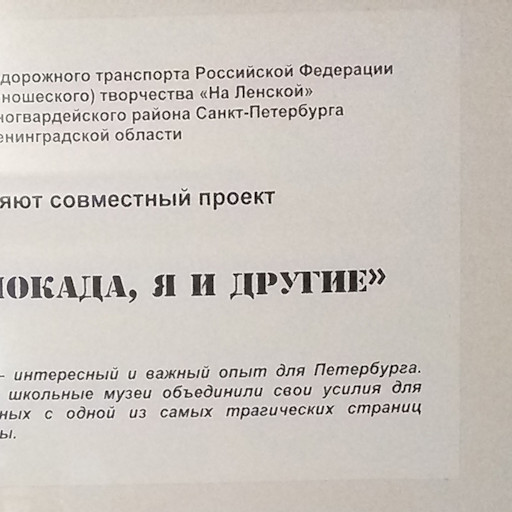 дорожного транспорта Российской Федерации
ношеского) творчества «На Ленской»
ногвардейского района Санкт-Петербурга
енинградской области
яют совместный проект
ЛОКАДА, Я И ДРУГИЕ»
– интересный и важный опыт для Петербурга.
школьные музеи объединили свои усилия для
ных с одной из самых трагических страниц
ы.